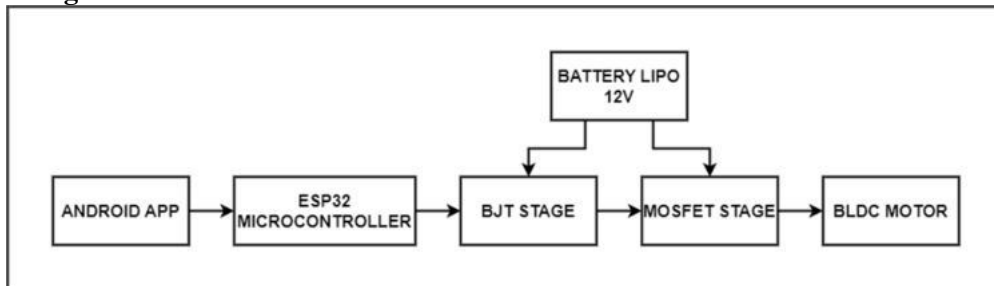 BATTERY LIPO
12V
ANDROID APP
ESP32
MICROCONTROLLER
BJT STAGE
MOSFET STAGE
BLDC MOTOR